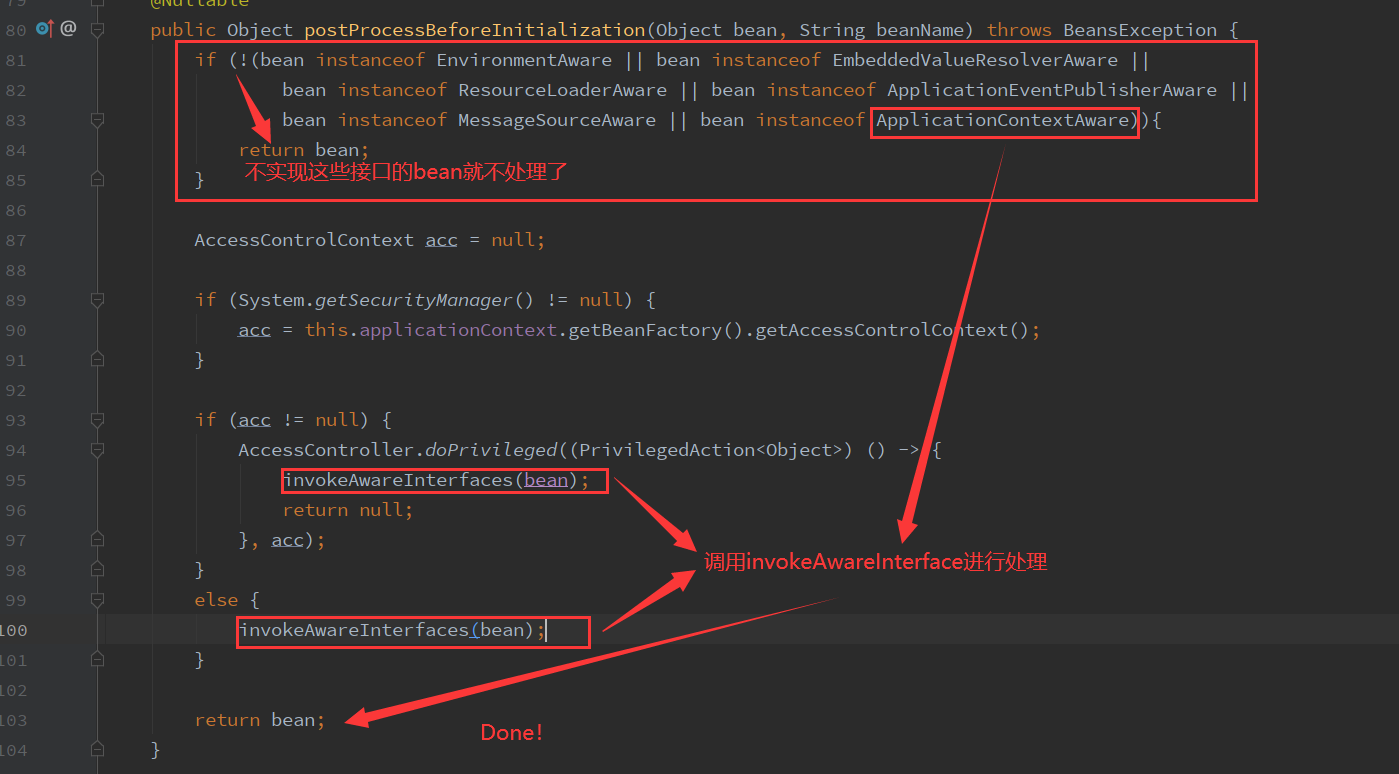 79 @Nullable
80 @ public Object postProcessBeforeInitialization(Object bean, String beanName) throws BeansException {
81 if (!(bean instanceof EnvironmentAware || bean instanceof EmbeddedValueResolverAware ||
82 bean instanceof ResourceLoaderAware || bean instanceof ApplicationEventPublisherAware ||
83 bean instanceof MessageSourceAware || bean instanceof ApplicationContextAware)){
84 return bean;
不实现这些接口的bean就不处理了
85 }
86
87 AccessControlContext acc = null;
88
89 if (System.getSecurityManager() != null) {
90 acc = this.applicationContext.getBeanFactory().getAccessControlContext();
91 }
92
93 if (acc != null) {
94 AccessController.doPrivileged((PrivilegedAction<Object>) () -> {
95 invokeAwareInterfaces(bean);
96 return null;
97 }, acc);
调用invokeAwareInterface进行处理
98 }
99 else {
100 invokeAwareInterfaces(bean);
101 }
102
103 return bean;
Done!
104 }